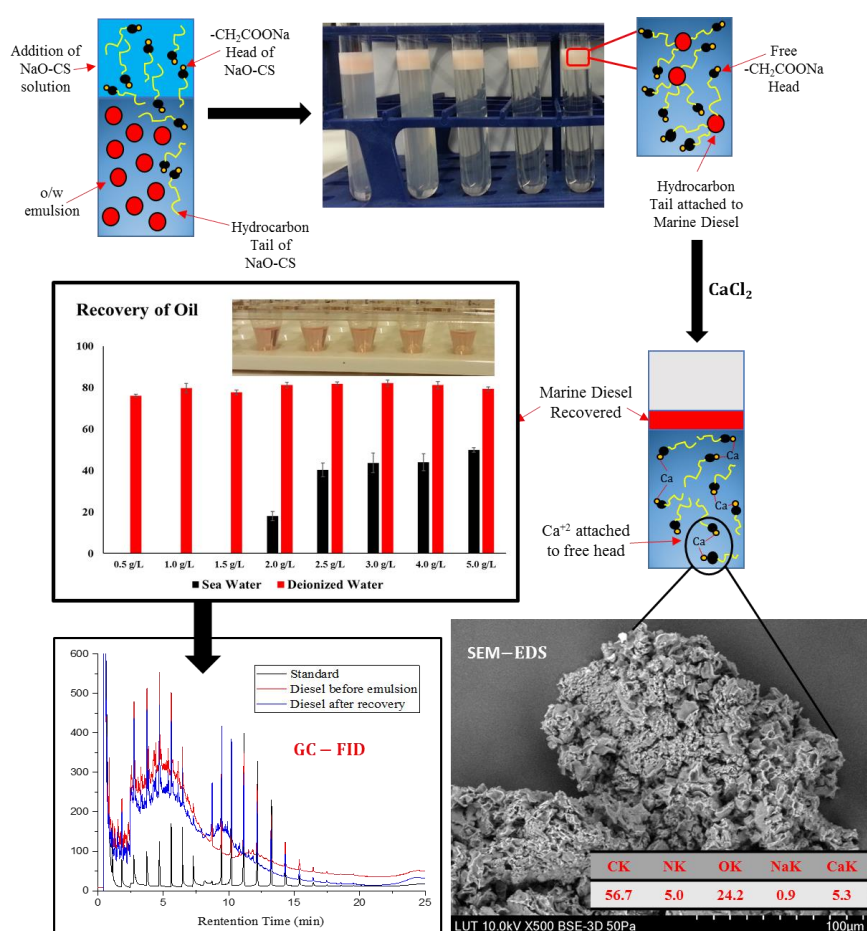 Addition of
NaO-CS
solution
-CH₂COONa
Head of
NaO-CS
Free
-CH₂COONa
Head
o/w
emulsion
Hydrocarbon
Tail of
NaO-CS
Hydrocarbon
Tail attached to
Marine Diesel
CaCl₂
Recovery of Oil
100
80
60
40
20
0
0.5 g/L 1.0 g/L 1.5 g/L 2.0 g/L 2.5 g/L 3.0 g/L 4.0 g/L 5.0 g/L
Sea Water Deionized Water
Marine Diesel
Recovered
Ca
Ca
Ca
Ca
Ca⁺² attached
to free head
600
500
400
300
200
100
0
Standard
Diesel before emulsion
Diesel after recovery
GC – FID
0 5 10 15 20 25
Rentention Time (min)
SEM–EDS
CK NK OK NaK CaK
56.7 5.0 24.2 0.9 5.3
LUT 10.0kV X500 BSE-3D 50Pa 100µm